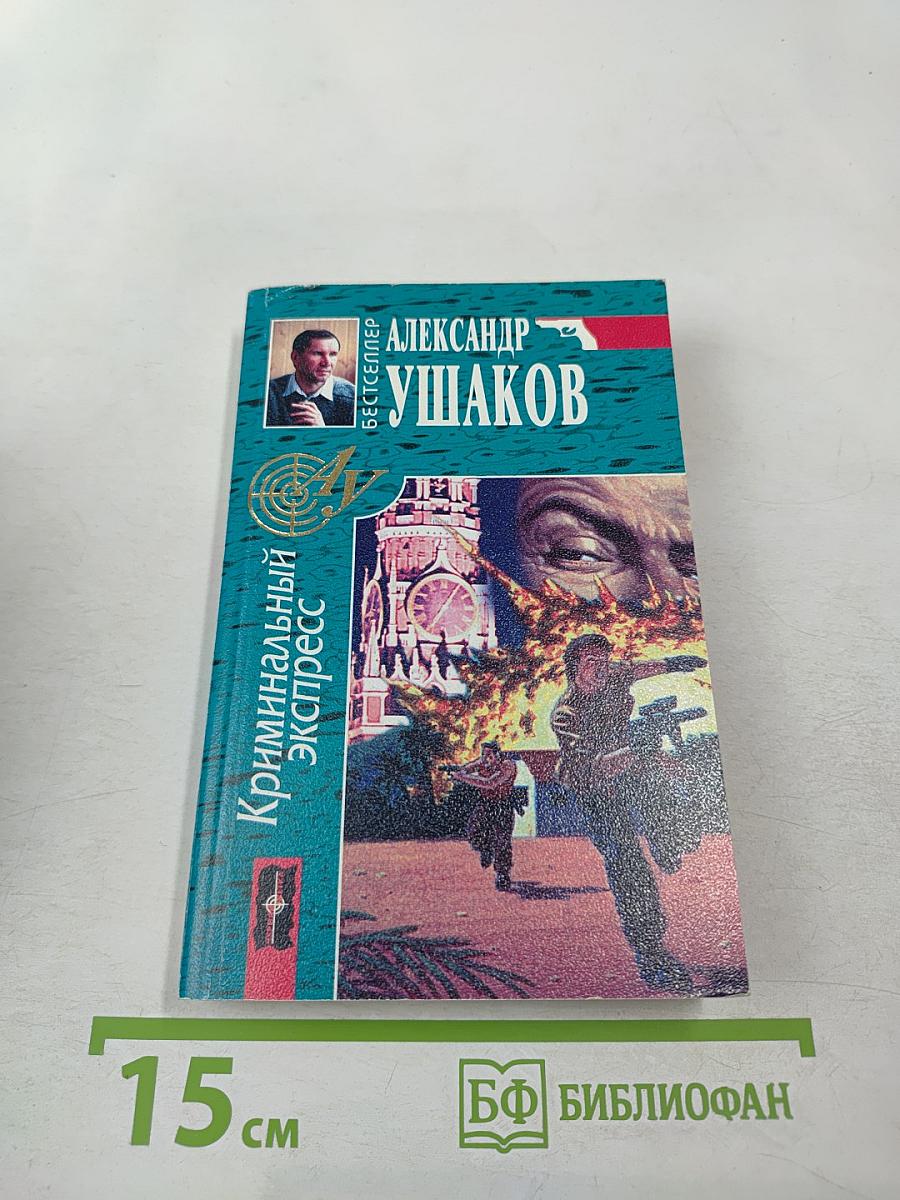 БЕСТСЕЛЛЕР
АЛЕКСАНДР
УШАКОВ
АУ
Криминальный
экспресс
15 см
БФ БИБЛИОФАН